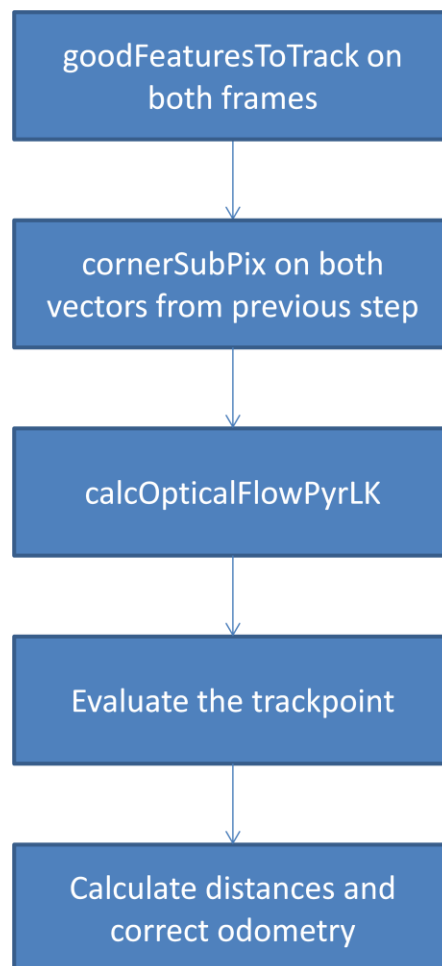 goodFeaturesToTrack on
both frames
cornerSubPix on both
vectors from previous step
calcOpticalFlowPyrLK
Evaluate the trackpoint
Calculate distances and
correct odometry